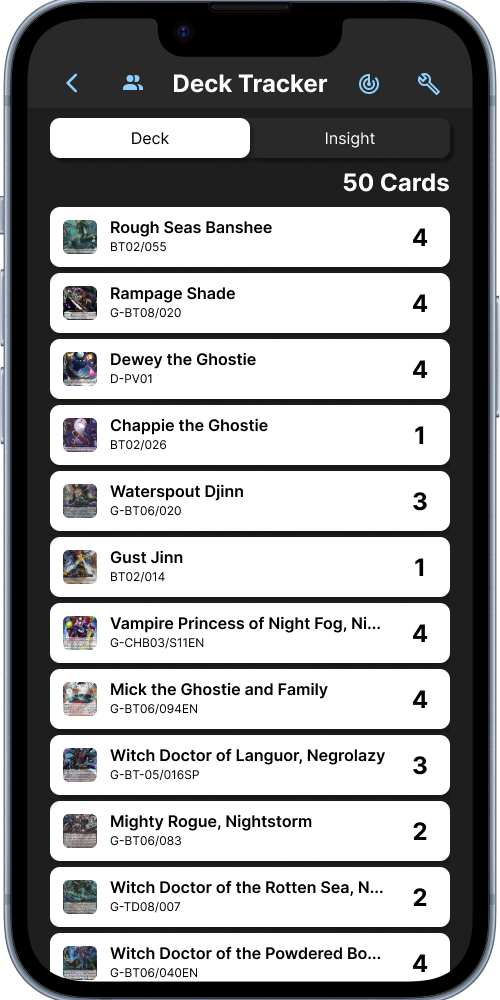 Deck Tracker
Deck
Insight
50 Cards
Rough Seas Banshee
BT02/055
4
Rampage Shade
G-BT08/020
4
Dewey the Ghostie
D-PV01
4
Chappie the Ghostie
BT02/026
1
Waterspout Djinn
G-BT06/020
3
Gust Jinn
BT02/014
1
Vampire Princess of Night Fog, Ni...
G-CHB03/S11EN
4
Mick the Ghostie and Family
G-BT06/094EN
4
Witch Doctor of Languor, Negrolazy
G-BT-05/016SP
3
Mighty Rogue, Nightstorm
G-BT06/083
2
Witch Doctor of the Rotten Sea, N...
G-TD08/007
2
Witch Doctor of the Powdered Bo...
G-BT06/040EN
4